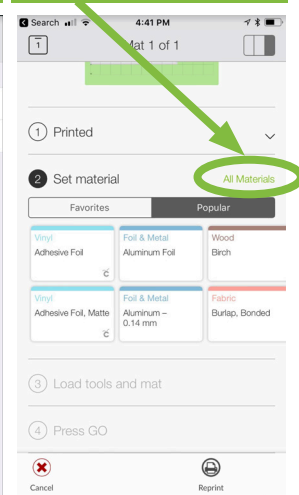 Search 4:41 PM
1 Mat 1 of 1
1 Printed
2 Set material All Materials
Favorites Popular
Vinyl Foil & Metal Wood
Adhesive Foil Aluminum Foil Birch
Vinyl Foil & Metal Fabric
Adhesive Foil, Matte Aluminum – Burlap, Bonded
0.14 mm
3 Load tools and mat
4 Press GO
Cancel Reprint